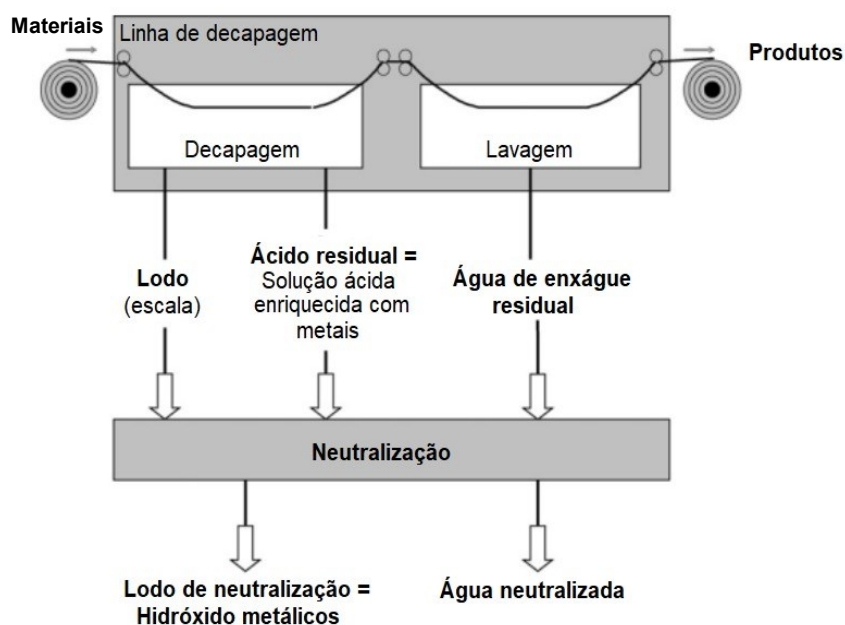 Materiais
Linha de decapagem
Produtos
Decapagem
Lavagem
Lodo
(escala)
Ácido residual =
Solução ácida
enriquecida com
metais
Água de enxágue
residual
Neutralização
Lodo de neutralização =
Hidróxido metálicos
Água neutralizada